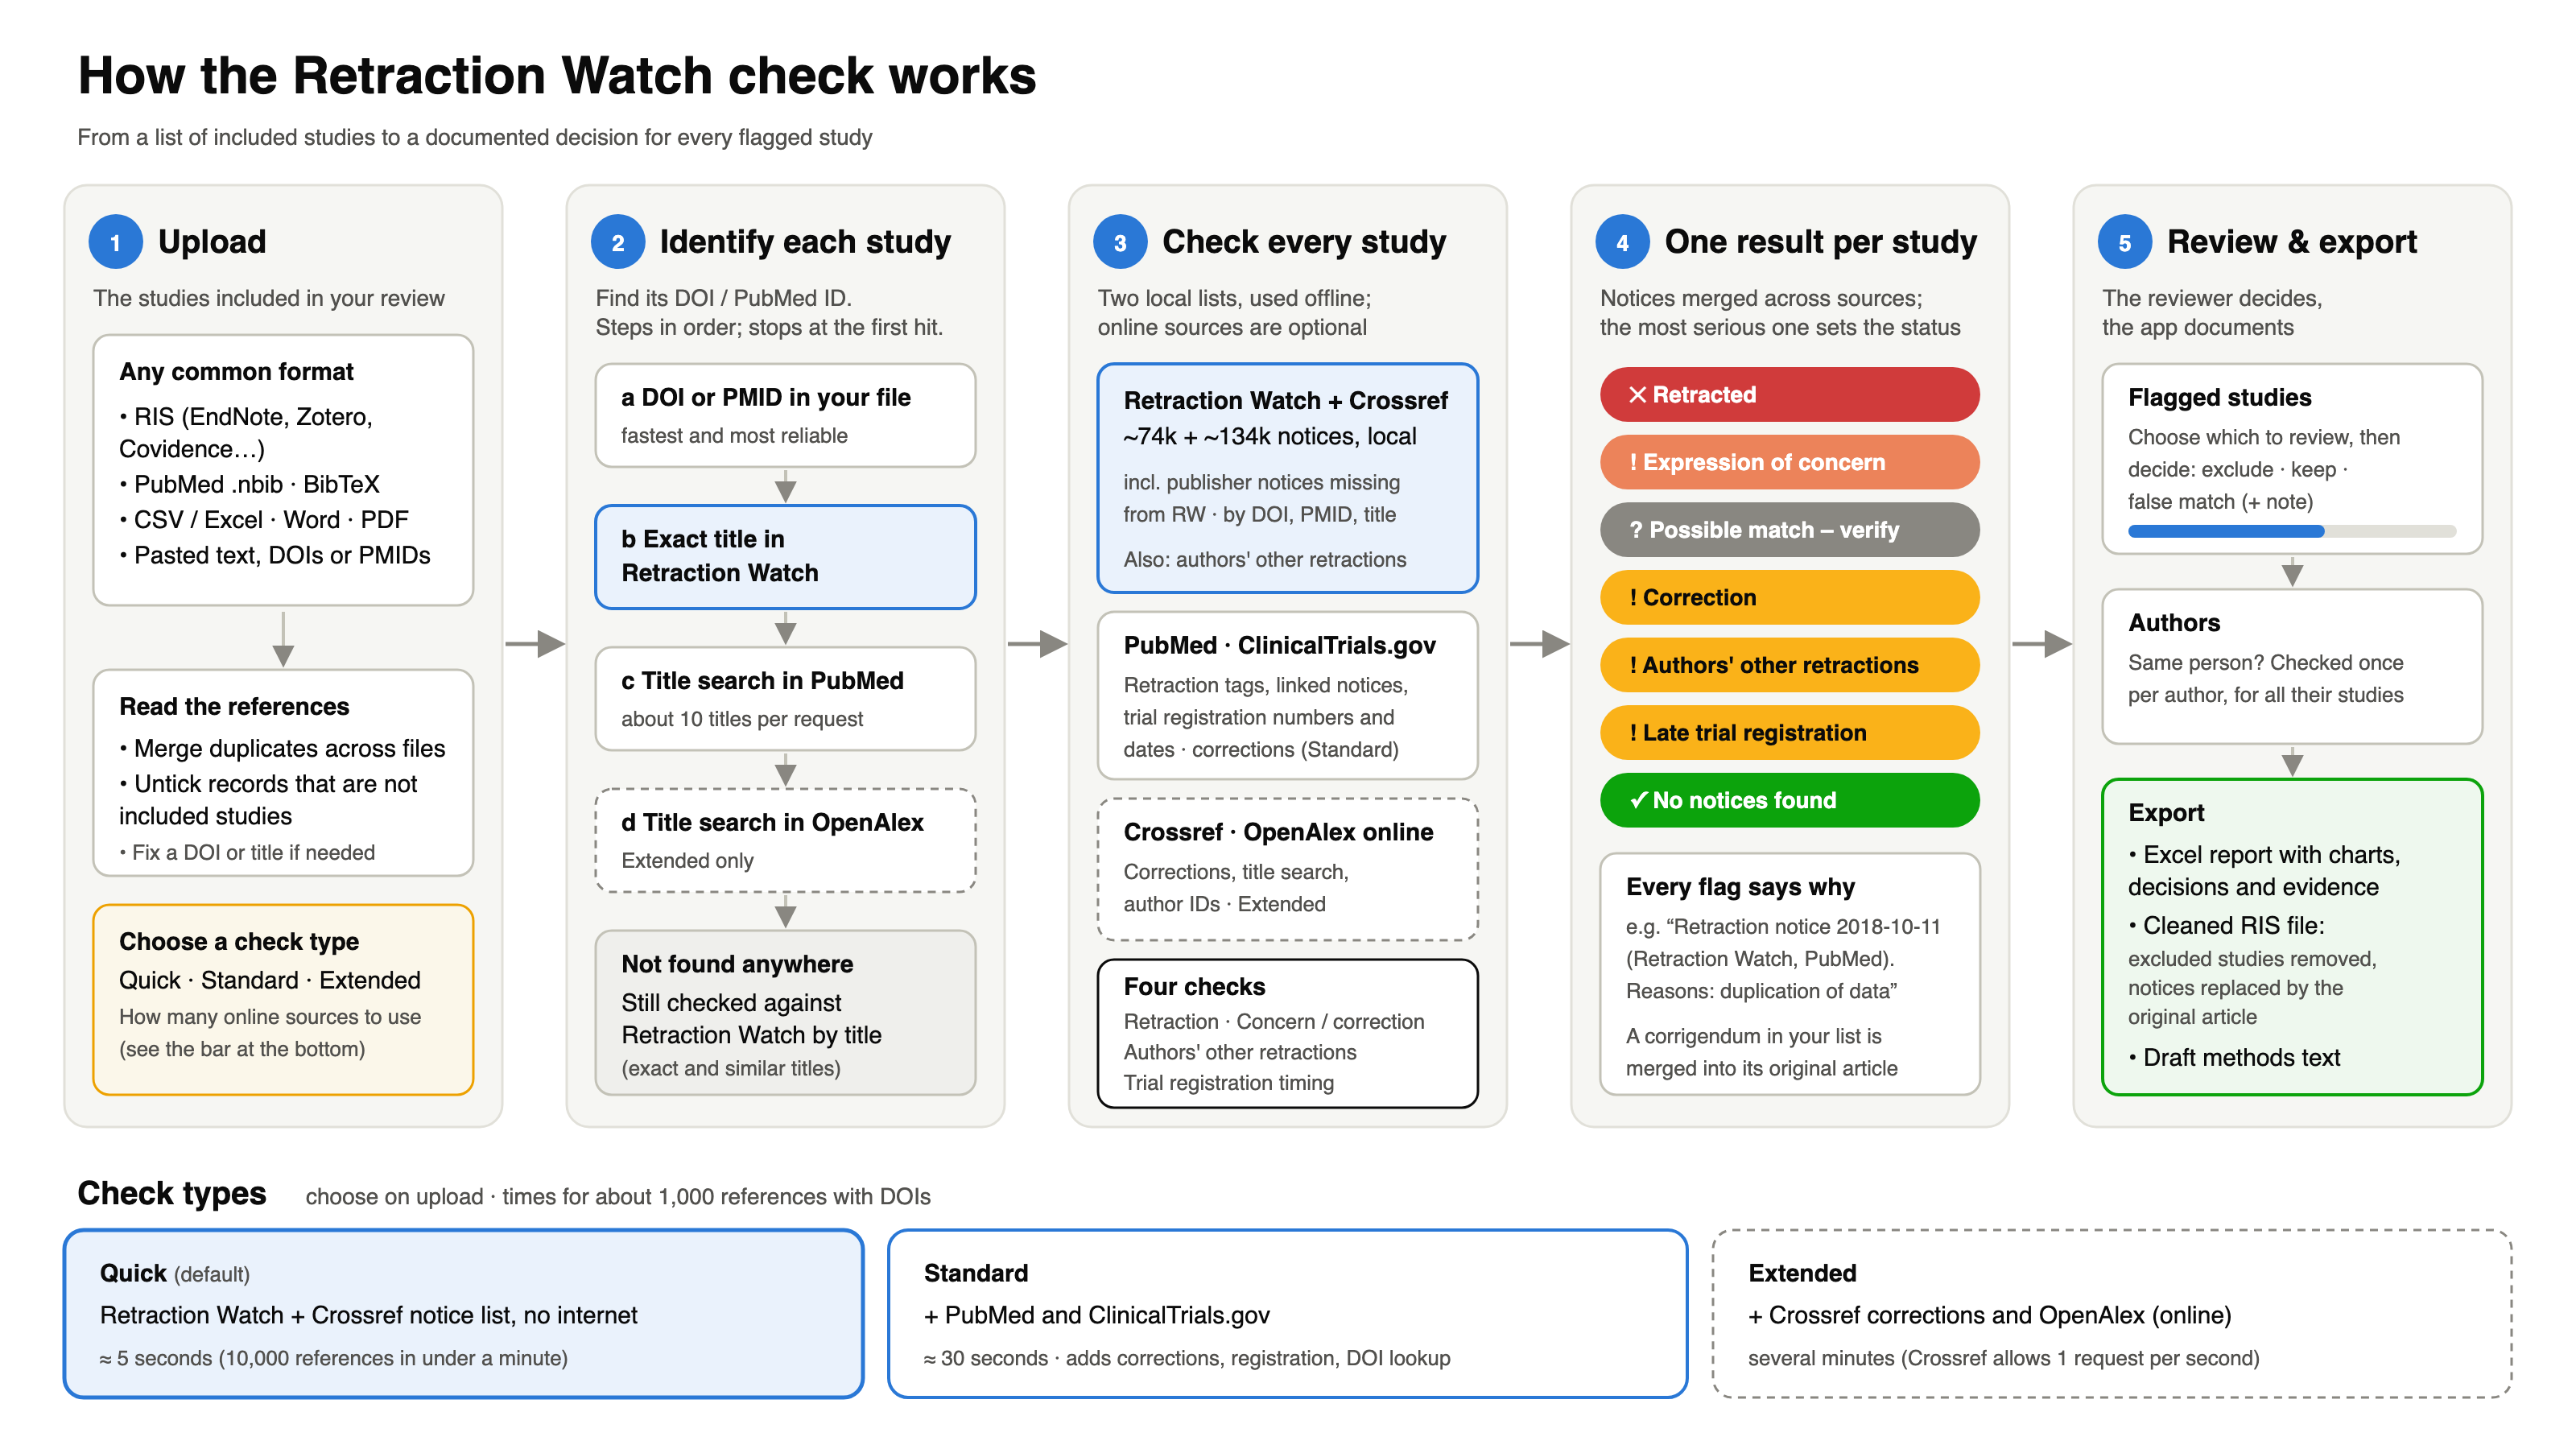 How the Retraction Watch check works
From a list of included studies to a documented decision for every flagged study
1 Upload
The studies included in your review
Any common format
• RIS (EndNote, Zotero,
Covidence…)
• PubMed .nbib · BibTeX
• CSV / Excel · Word · PDF
• Pasted text, DOIs or PMIDs
Read the references
• Merge duplicates across files
• Untick records that are not
included studies
• Fix a DOI or title if needed
Choose a check type
Quick · Standard · Extended
How many online sources to use
(see the bar at the bottom)
2 Identify each study
Find its DOI / PubMed ID.
Steps in order; stops at the first hit.
a DOI or PMID in your file
fastest and most reliable
b Exact title in
Retraction Watch
c Title search in PubMed
about 10 titles per request
d Title search in OpenAlex
Extended only
Not found anywhere
Still checked against
Retraction Watch by title
(exact and similar titles)
3 Check every study
Two local lists, used offline;
online sources are optional
Retraction Watch + Crossref
~74k + ~134k notices, local
incl. publisher notices missing
from RW · by DOI, PMID, title
Also: authors' other retractions
PubMed · ClinicalTrials.gov
Retraction tags, linked notices,
trial registration numbers and
dates · corrections (Standard)
Crossref · OpenAlex online
Corrections, title search,
author IDs · Extended
Four checks
Retraction · Concern / correction
Authors' other retractions
Trial registration timing
4 One result per study
Notices merged across sources;
the most serious one sets the status
✕ Retracted
! Expression of concern
? Possible match – verify
! Correction
! Authors' other retractions
! Late trial registration
✓ No notices found
Every flag says why
e.g. “Retraction notice 2018-10-11
(Retraction Watch, PubMed).
Reasons: duplication of data”
A corrigendum in your list is
merged into its original article
5 Review & export
The reviewer decides,
the app documents
Flagged studies
Choose which to review, then
decide: exclude · keep ·
false match (+ note)
Authors
Same person? Checked once
per author, for all their studies
Export
• Excel report with charts,
decisions and evidence
• Cleaned RIS file:
excluded studies removed,
notices replaced by the
original article
• Draft methods text
Check types choose on upload · times for about 1,000 references with DOIs
Quick (default)
Retraction Watch + Crossref notice list, no internet
≈ 5 seconds (10,000 references in under a minute)
Standard
+ PubMed and ClinicalTrials.gov
≈ 30 seconds · adds corrections, registration, DOI lookup
Extended
+ Crossref corrections and OpenAlex (online)
several minutes (Crossref allows 1 request per second)